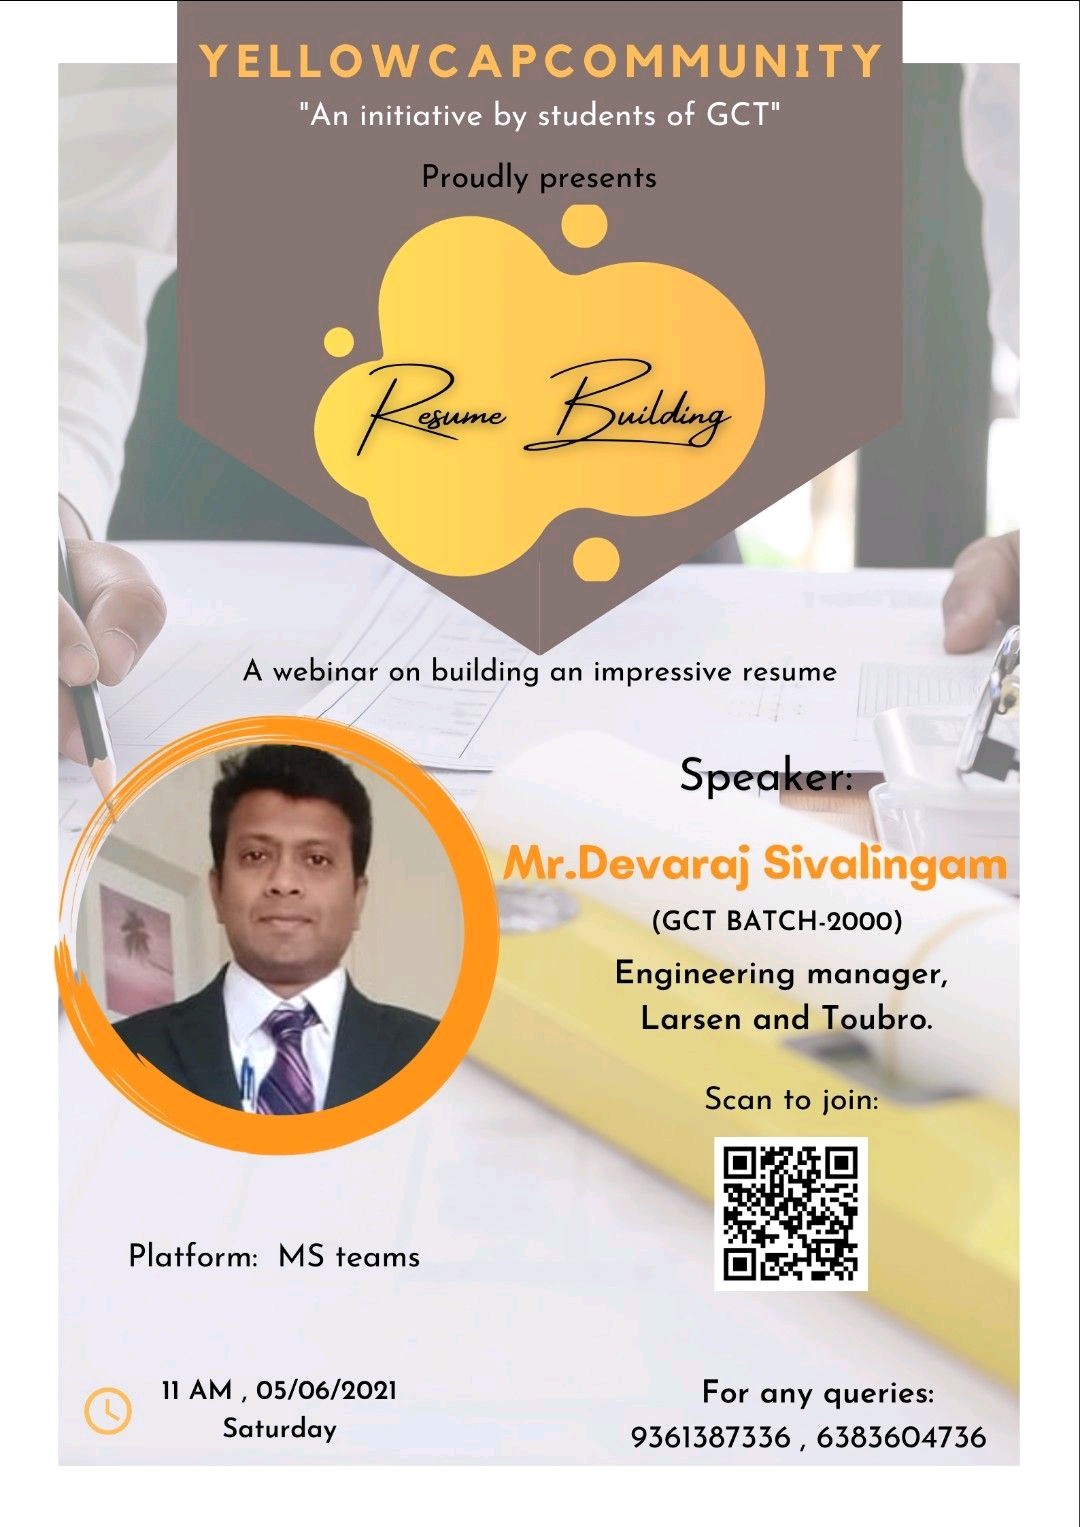 YELLOWCAPCOMMUNITY
"An initiative by students of GCT"
Proudly presents
Resume Building
A webinar on building an impressive resume
Speaker:
Mr.Devaraj Sivalingam
(GCT BATCH-2000)
Engineering manager,
Larsen and Toubro.
Scan to join:
Platform: MS teams
11 AM , 05/06/2021
Saturday
For any queries:
9361387336 , 6383604736